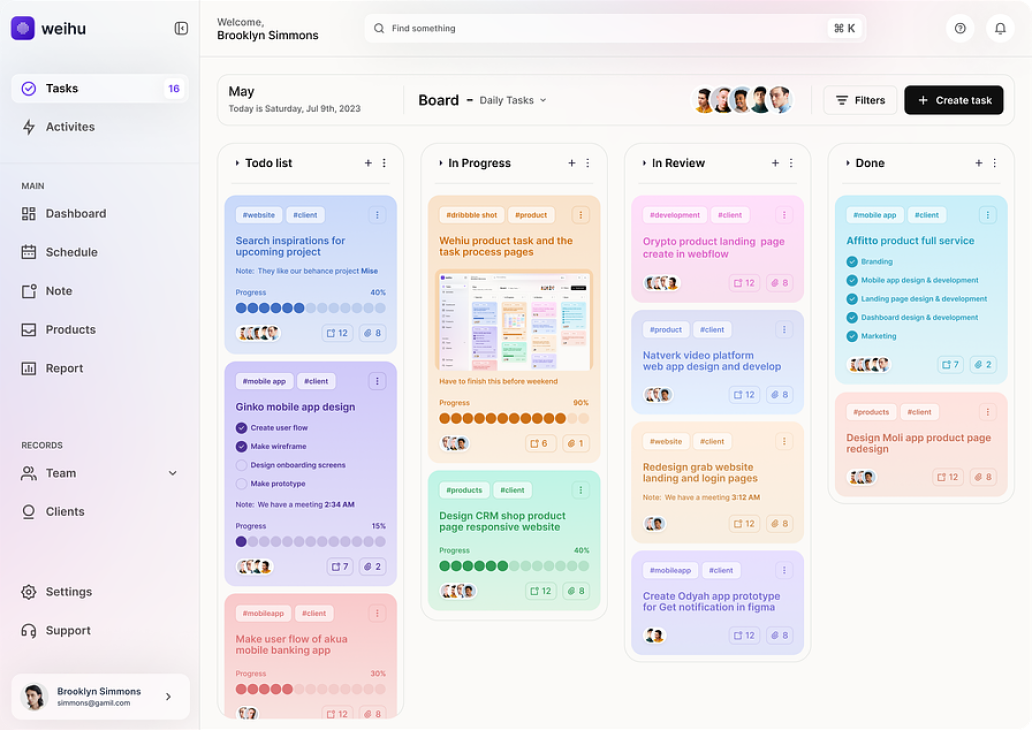 weihu
Tasks
16
Activites
MAIN
Dashboard
Schedule
Note
Products
Report
RECORDS
Team
Clients
Settings
Support
Brooklyn Simmons
simmons@gamil.com
Welcome,
Brooklyn Simmons
Find something
⌘ K
May
Today is Saturday, Jul 9th, 2023
Board - Daily Tasks
Filters
+ Create task
Todo list
#website #client
Search inspirations for
upcoming project
Note: They like our behance project Mise
Progress 40%
12 8
#mobile app #client
Ginko mobile app design
Create user flow
Make wireframe
Design onboarding screens
Make prototype
Note: We have a meeting 2:34 AM
Progress 15%
7 2
#mobileapp #client
Make user flow of akua
mobile banking app
Progress 30%
12 8
In Progress
#dribbble shot #product
Wehiu product task and the
task process pages
Have to finish this before weekend
Progress 90%
6 1
#products #client
Design CRM shop product
page responsive website
Progress 40%
12 8
In Review
#development #client
Orypto product landing page
create in webflow
12 8
#product #client
Natverk video platform
web app design and develop
12 8
#website #client
Redesign grab website
landing and login pages
Note: We have a meeting 3:12 AM
12 8
#mobileapp #client
Create Odyah app prototype
for Get notification in figma
12 8
Done
#mobile app #client
Affitto product full service
Branding
Mobile app design & development
Landing page design & development
Dashboard design & development
Marketing
7 2
#products #client
Design Moli app product page
redesign
12 8